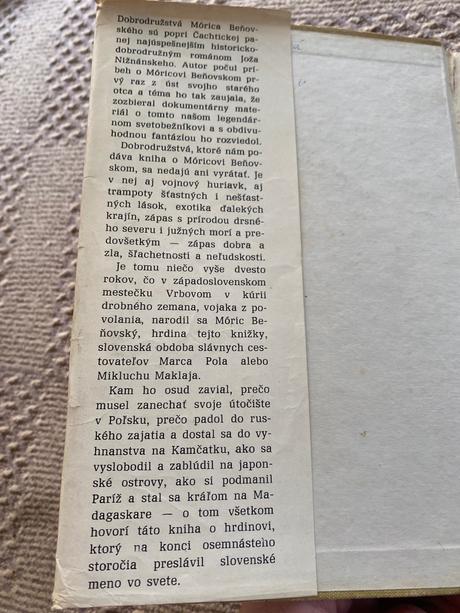 Dobrodružstvá Mórica Beňov-
ského sú popri Čachtickej pa-
nej najúspešnejším historicko-
dobrodružným románom Joža
Nižnánskeho. Autor počul prí-
beh o Móricovi Beňovskom pr-
vý raz z úst svojho starého
otca a téma ho tak zaujala, že
zozbieral dokumentárny mate-
riál o tomto našom legendár-
nom svetobežníkovi a s obdivu-
hodnou fantáziou ho rozviedol.
Dobrodružstvá, ktoré nám po-
dáva kniha o Móricovi Beňov-
skom, sa nedajú ani vyrátať. Je
v nej aj vojnový huriavk, aj
trampoty šťastných i nešťast-
ných lások, exotika ďalekých
krajín, zápas s prírodou drsné-
ho severu i južných morí a pre-
dovšetkým — zápas dobra a
zla, šľachetnosti a neľudskosti.
Je tomu niečo vyše dvesto
rokov, čo v západoslovenskom
mestečku Vrbovom v kúrii
drobného zemana, vojaka z po-
volania, narodil sa Móric Be-
ňovský, hrdina tejto knižky,
slovenská obdoba slávnych ces-
tovateľov Marca Pola alebo
Mikluchu Maklaja.
Kam ho osud zavial, prečo
musel zanechať svoje útočište
v Poľsku, prečo padol do rus-
kého zajatia a dostal sa do vy-
hnanstva na Kamčatku, ako sa
vyslobodil a zablúdil na japon-
ské ostrovy, ako si podmanil
Paríž a stal sa kráľom na Ma-
dagaskare — o tom všetkom
hovorí táto kniha o hrdinovi,
ktorý na konci osemnásteho
storočia preslávil slovenské
meno vo svete.